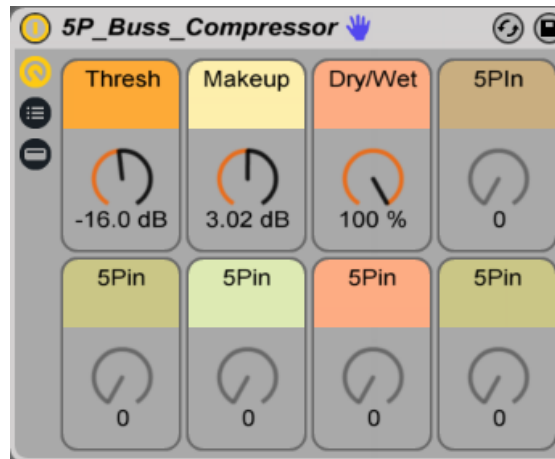 5P_Buss_Compressor
Thresh Makeup Dry/Wet 5PIn
-16.0 dB 3.02 dB 100 % 0
5Pin 5Pin 5Pin 5Pin
0 0 0 0